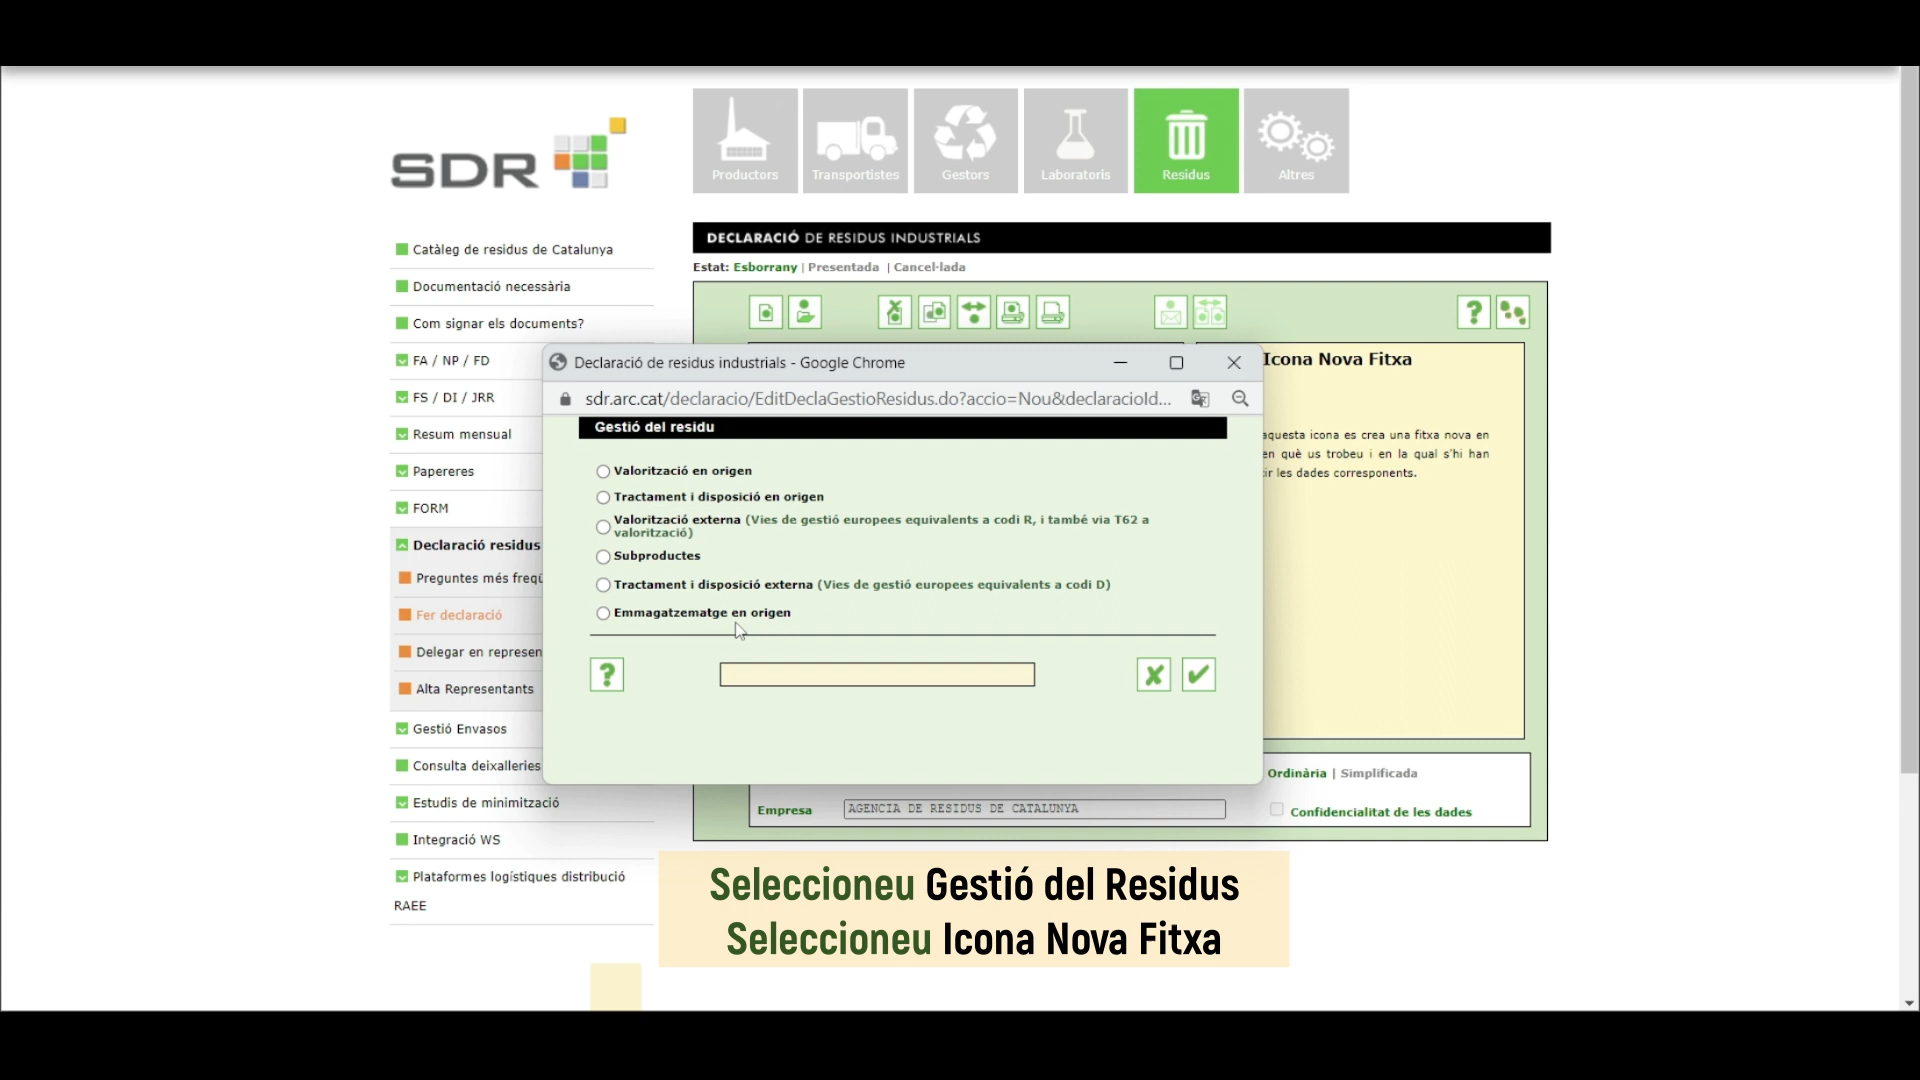 SDR
Productors
Transportistes
Gestors
Laboratoris
Residus
Altres
DECLARACIÓ DE RESIDUS INDUSTRIALS
Estat: Esborrany | Presentada | Cancel·lada
Catàleg de residus de Catalunya
Documentació necessària
Com signar els documents?
FA / NP / FD
FS / DI / JRR
Resum mensual
Papereres
FORM
Declaració residus
Preguntes més freqü
Fer declaració
Delegar en represen
Alta Representants
Gestió Envasos
Consulta deixalleries
Estudis de minimització
Integració WS
Plataformes logístiques distribució
RAEE
Declaració de residus industrials - Google Chrome
sdr.arc.cat/declaracio/EditDeclaGestioResidus.do?accio=Nou&declaracioId...
Gestió del residu
Valorització en origen
Tractament i disposició en origen
Valorització externa (Vies de gestió europees equivalents a codi R, i també via T62 a
valorització)
Subproductes
Tractament i disposició externa (Vies de gestió europees equivalents a codi D)
Emmagatzematge en origen
Icona Nova Fitxa
aquesta icona es crea una fitxa nova en
en què us trobeu i en la qual s'hi han
ir les dades corresponents.
Ordinària | Simplificada
Empresa
AGENCIA DE RESIDUS DE CATALUNYA
Confidencialitat de les dades
Seleccioneu Gestió del Residus
Seleccioneu Icona Nova Fitxa